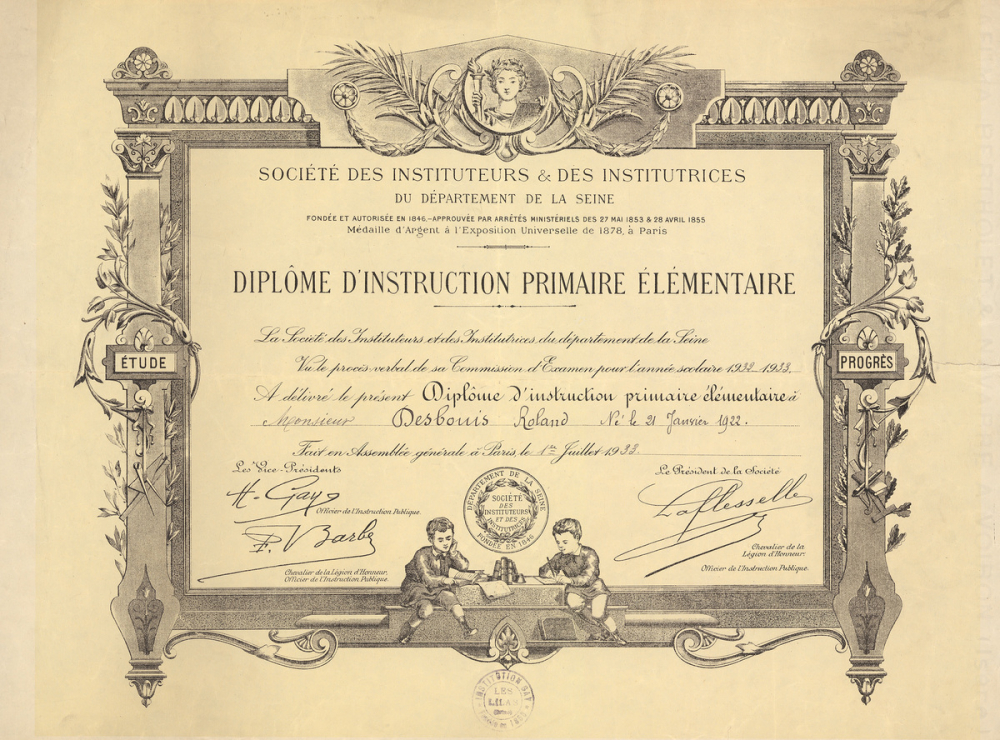 SOCIÉTÉ DES INSTITUTEURS & DES INSTITUTRICES
DU DÉPARTEMENT DE LA SEINE
FONDÉE ET AUTORISÉE EN 1846.-APPROUVÉE PAR ARRÊTÉS MINISTÉRIELS DES 27 MAI 1853 & 28 AVRIL 1855
Médaille d'Argent à l'Exposition Universelle de 1878, à Paris
DIPLÔME D'INSTRUCTION PRIMAIRE ÉLÉMENTAIRE
La Société des Instituteurs et des Institutrices du département de la Seine
ÉTUDE
PROGRÈS
Vu le procès-verbal de sa Commission d'Examen pour l'année scolaire 1932 1933
A délivré le présent Diplôme d'instruction primaire élémentaire à
Monsieur Desbouis Roland Né le 21 Janvier 1922.
Fait en Assemblée générale à Paris, le 1er Juillet 1933
Les Vice-Présidents
Le Président de la Société
H. Gay
Officier de l'Instruction Publique.
DÉPARTEMENT DE LA SEINE
SOCIÉTÉ
DES
INSTITUTEURS
ET DES
INSTITUTRICES
FONDÉE EN 1846
Laflesselle
Barbe
Chevalier de la
Légion d'Honneur.
Chevalier de la Légion d'Honneur.
Officier de l'Instruction Publique
Officier de l'Instruction Publique.
INSTITUTION GAY
LES
LILAS